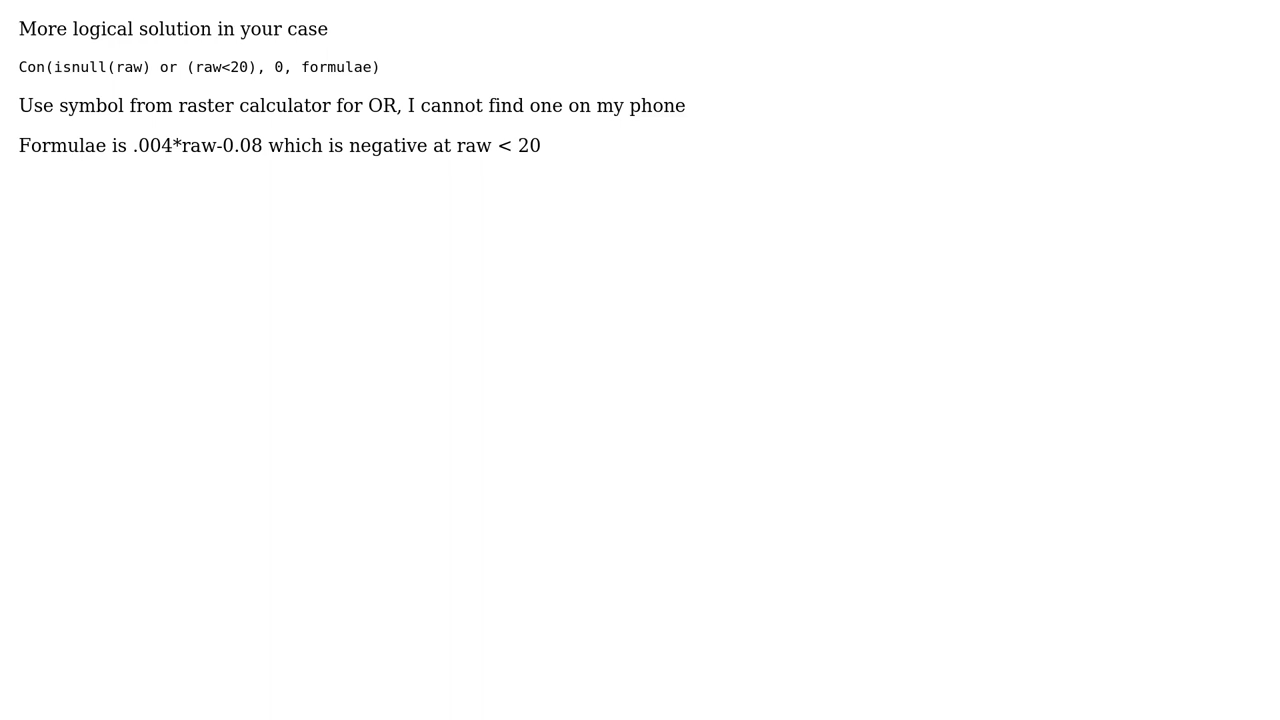 More logical solution in your case
Con(isnull(raw) or (raw<20), 0, formulae)
Use symbol from raster calculator for OR, I cannot find one on my phone
Formulae is .004*raw-0.08 which is negative at raw < 20